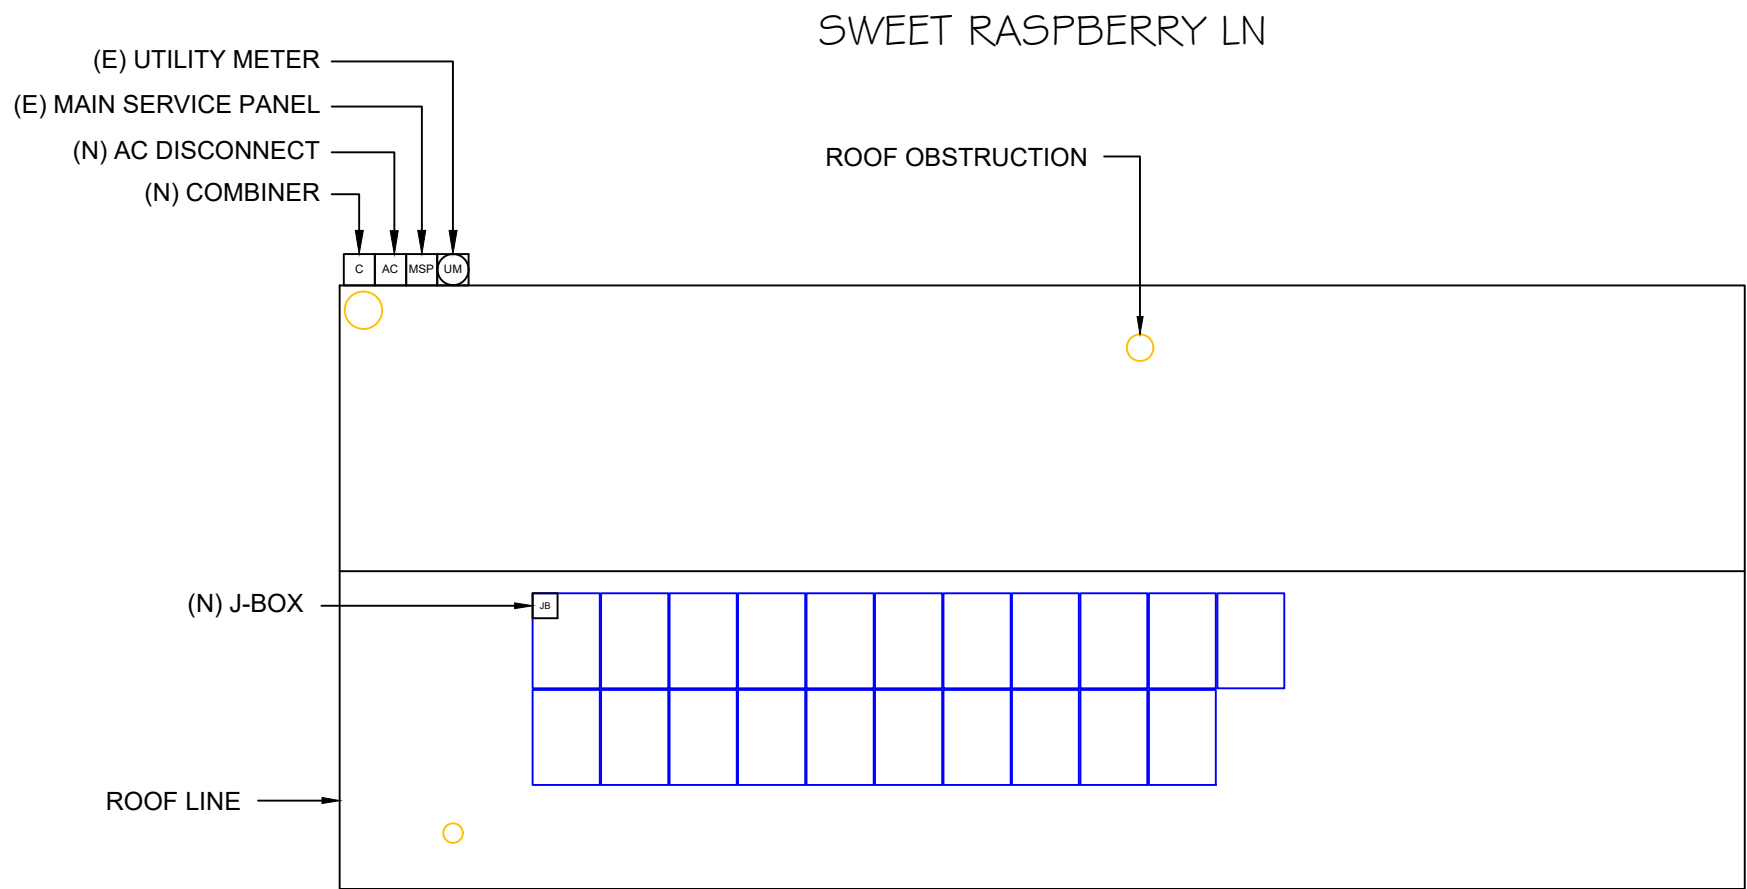 SWEET RASPBERRY LN
(E) UTILITY METER
(E) MAIN SERVICE PANEL
(N) AC DISCONNECT
(N) COMBINER
ROOF OBSTRUCTION
C AC MSP UM
(N) J-BOX
JB
ROOF LINE